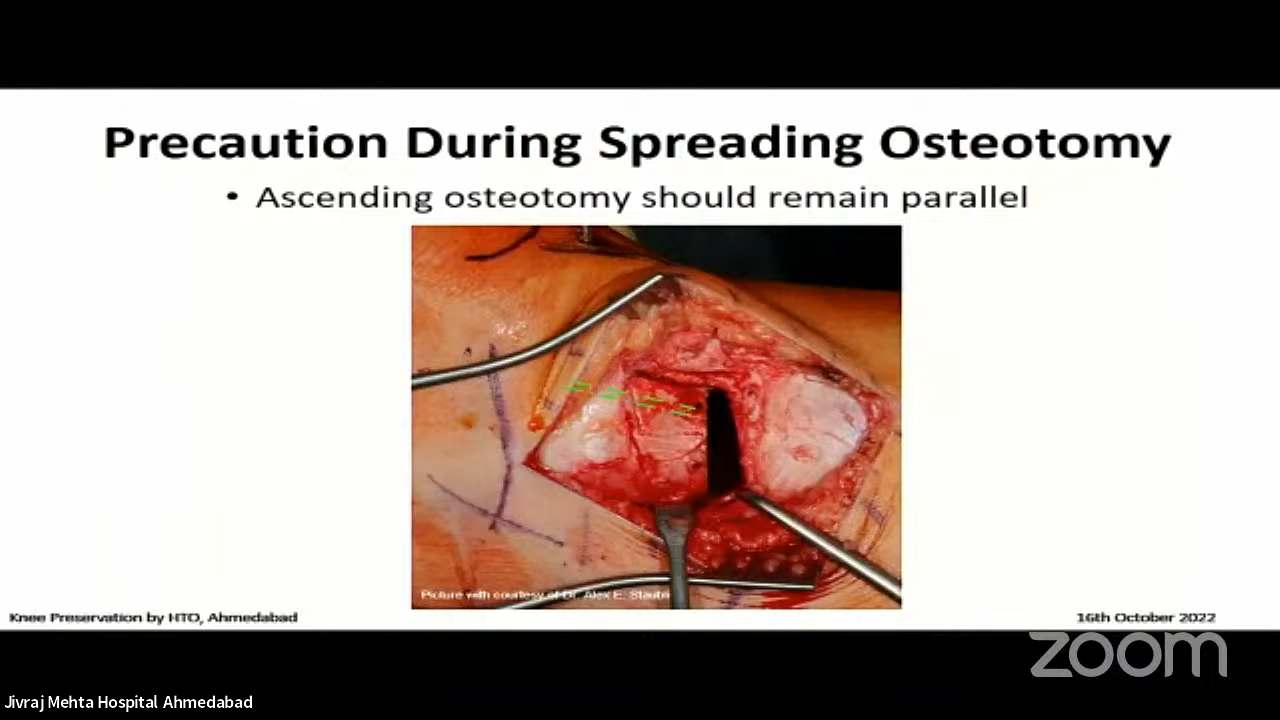 Precaution During Spreading Osteotomy
• Ascending osteotomy should remain parallel
Picture with courtesy of Dr. Alex E. Staubli
Knee Preservation by HTO, Ahmedabad
16th October 2022
zoom
Jivraj Mehta Hospital Ahmedabad